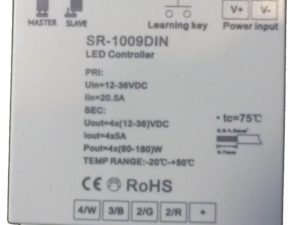 MASTER SLAVE
Learning key
V+ V-
Power input
SR-1009DIN
LED Controller
PRI:
Uin=12-36VDC
Iin=20.5A
SEC:
Uout=4x(12-36)VDC
Iout=4x5A
Pout=4x(60-180)W
TEMP RANGE:-20℃-+50℃
• tc=75℃
6-7mm
CE RoHS
4/W 3/B 2/G 2/R +